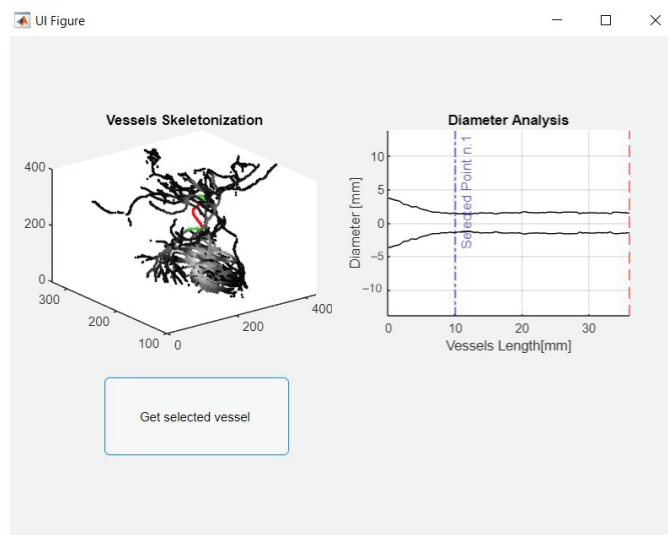 UI Figure
Vessels Skeletonization
400
200
0
300
200
100
0
200
400
Diameter Analysis
Diameter [mm]
10
5
0
−5
−10
Selected Point n.1
0
10
20
30
Vessels Length[mm]
Get selected vessel